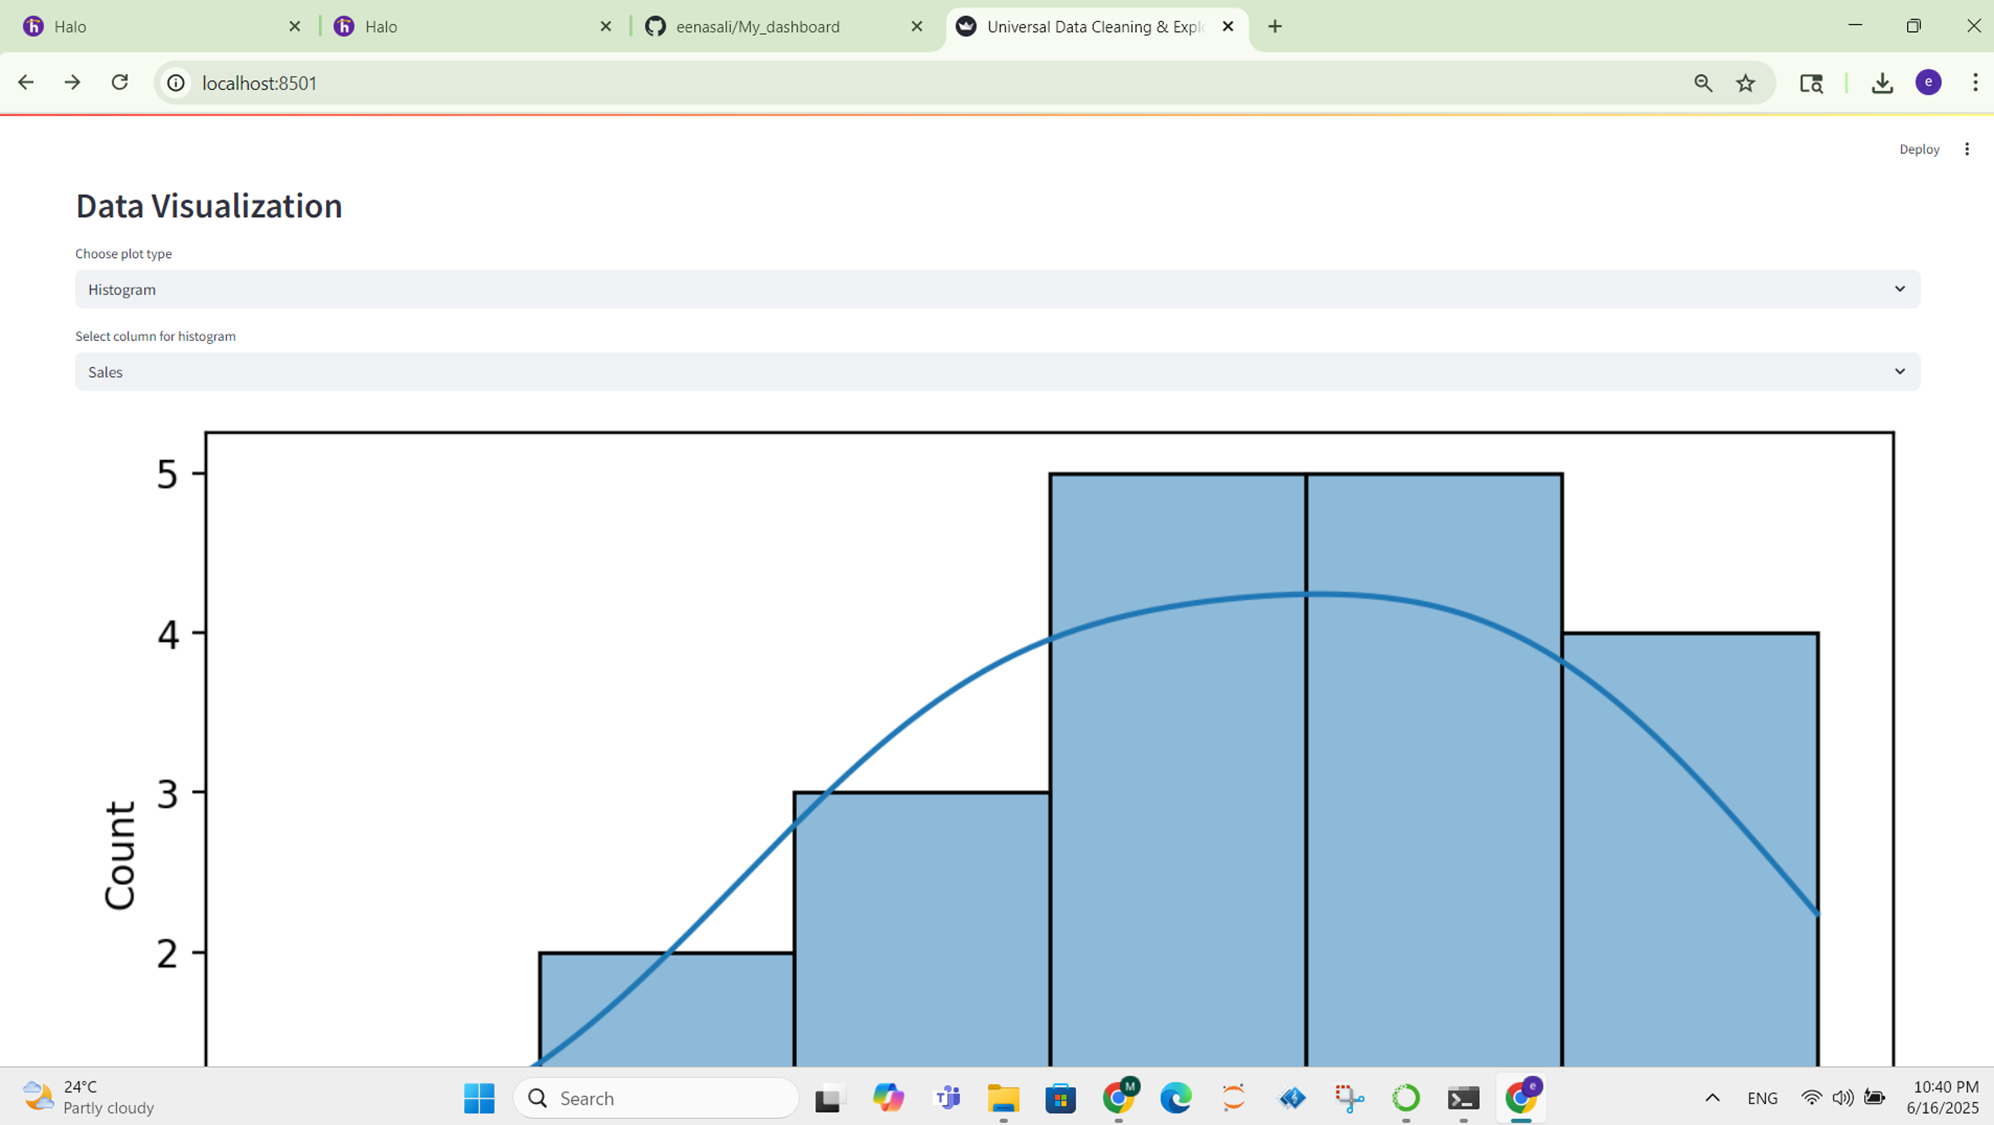 Halo
Halo
eenasali/My_dashboard
Universal Data Cleaning & Expl
localhost:8501
e
Deploy
Data Visualization
Choose plot type
Histogram
Select column for histogram
Sales
5
4
3
2
Count
24°C
Partly cloudy
Search
M
e
ENG
10:40 PM
6/16/2025